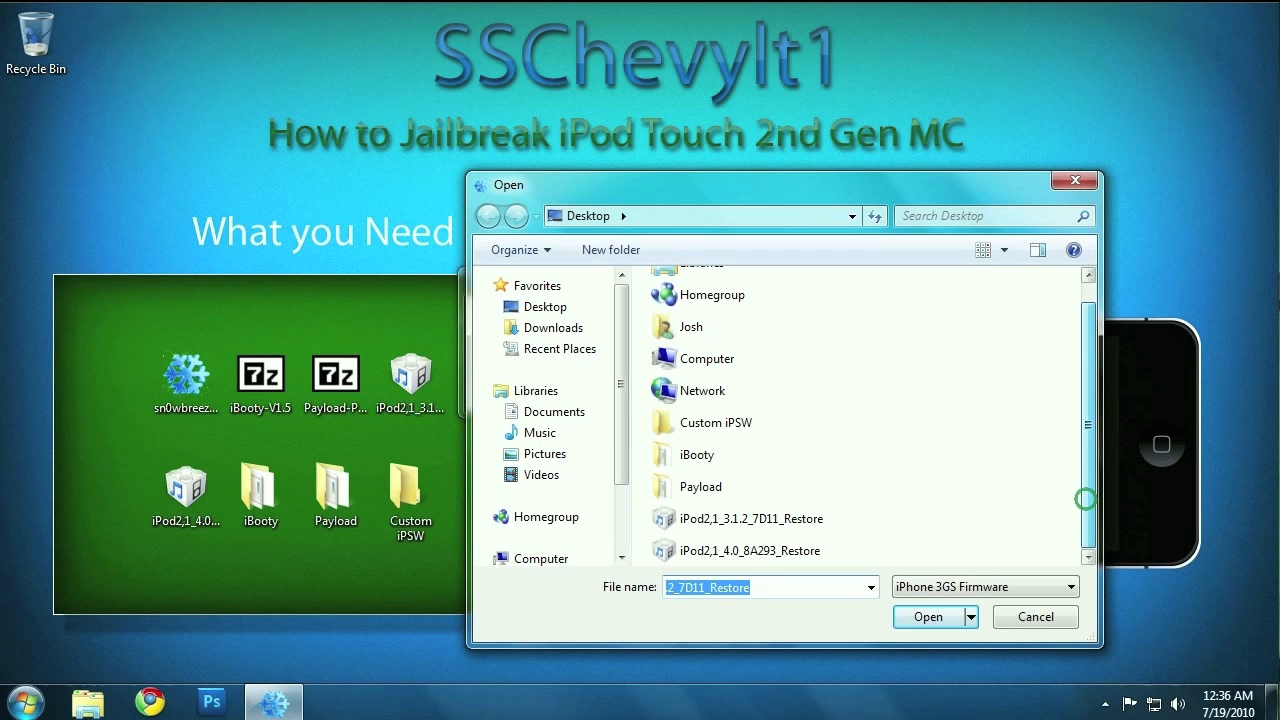 SSChevyIt1
How to Jailbreak iPod Touch 2nd Gen MC
What you Need
Recycle Bin
sn0wbreez...
iBooty-V1.5
Payload-P...
iPod2,1_3.1...
iPod2,1_4.0...
iBooty
Payload
Custom
iPSW
Open
Desktop
Search Desktop
Organize
New folder
Favorites
Desktop
Downloads
Recent Places
Libraries
Documents
Music
Pictures
Videos
Homegroup
Computer
Libraries
Homegroup
Josh
Computer
Network
Custom iPSW
iBooty
Payload
iPod2,1_3.1.2_7D11_Restore
iPod2,1_4.0_8A293_Restore
File name:
.2_7D11_Restore
iPhone 3GS Firmware
Open
Cancel
Ps
12:36 AM
7/19/2010